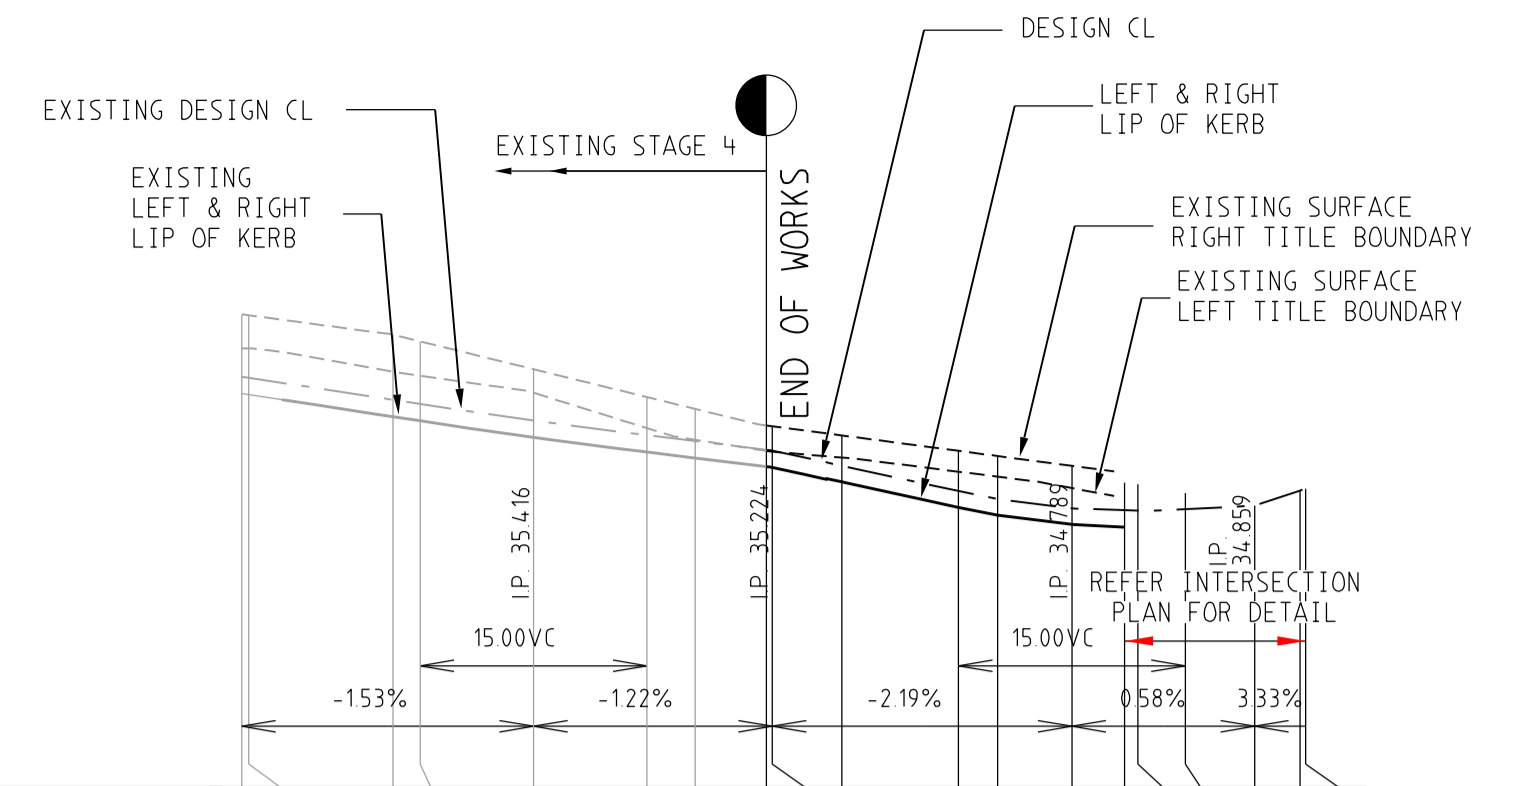 DESIGN CL
LEFT & RIGHT
LIP OF KERB
EXISTING DESIGN CL
EXISTING STAGE 4
EXISTING
LEFT & RIGHT
LIP OF KERB
END OF WORKS
EXISTING SURFACE
RIGHT TITLE BOUNDARY
EXISTING SURFACE
LEFT TITLE BOUNDARY
I.P. 35.416
I.P. 35.224
I.P. 34.789
I.P.
34.859
REFER INTERSECTION
PLAN FOR DETAIL
15.00VC
15.00VC
-1.53%
-1.22%
-2.19%
0.58%
3.33%